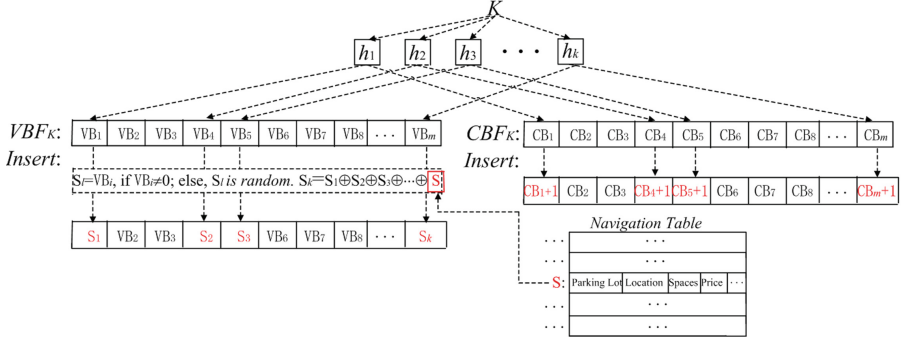 K
h1 h2 h3 · · · hk
VBFK: VB1 VB2 VB3 VB4 VB5 VB6 VB7 VB8 ··· VBm
CBFK: CB1 CB2 CB3 CB4 CB5 CB6 CB7 CB8 ··· CBm
Insert:
Insert:
Sl=VBi, if VBi≠0; else, Sl is random. Sk=S1⊕S2⊕S3⊕···⊕ S
CB1+1 CB2 CB3 CB4+1 CB5+1 CB6 CB7 CB8 ··· CBm+1
S1 VB2 VB3 S2 S3 VB6 VB7 VB8 ··· Sk
Navigation Table
··· ···
··· ···
S: Parking Lot Location Spaces Price ···
··· ···
··· ···